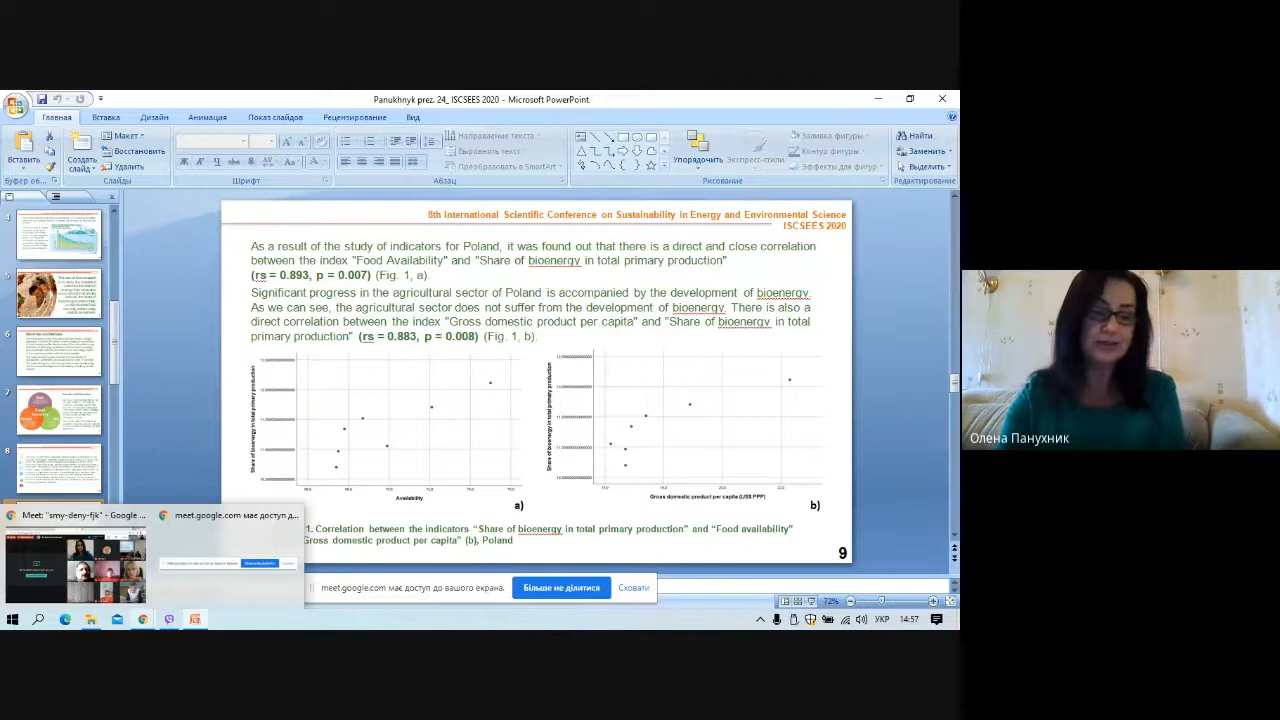 Panukhnyk prez. 24_ ISCSEES 2020 - Microsoft PowerPoint
Главная Вставка Дизайн Анимация Показ слайдов Рецензирование Вид
Вставить
Буфер об...
Создать слайд
Макет
Восстановить
Удалить
Слайды
Шрифт
Направление текста
Выровнять текст
Преобразовать в SmartArt
Абзац
Упорядочить
Экспресс-стили
Заливка фигуры
Контур фигуры
Эффекты для фигур
Рисование
Найти
Заменить
Выделить
Редактирование
4
5
6
7
8
8th International Scientific Conference on Sustainability in Energy and Environmental Science
ISCSEES 2020
As a result of the study of indicators for Poland, it was found out that there is a direct and close correlation
between the index "Food Availability" and "Share of bioenergy in total primary production"
(rs = 0.893, p = 0.007) (Fig. 1, a).
Significant progress in the agricultural sector in Poland is accompanied by the development of bioenergy.
As we can see, the agricultural sector does not suffer from the development of bioenergy. There is also a
direct correlation between the index "Gross domestic product per capita" and "Share of bioenergy in total
primary production" (rs = 0.883, p = 0.008) (Fig. 1, b).
Share of bioenergy in total primary production
Availability
a)
Share of bioenergy in total primary production
Gross domestic product per capita (US$ PPP)
b)
1. Correlation between the indicators “Share of bioenergy in total primary production” and “Food availability”
Gross domestic product per capita” (b), Poland
9
Meet: "smy-deny-fjk" - Google ...
meet.google.com має доступ д...
meet.google.com має доступ до вашого екрана.
Більше не ділитися
Сховати
72%
УКР
14:57
Олена Панухник